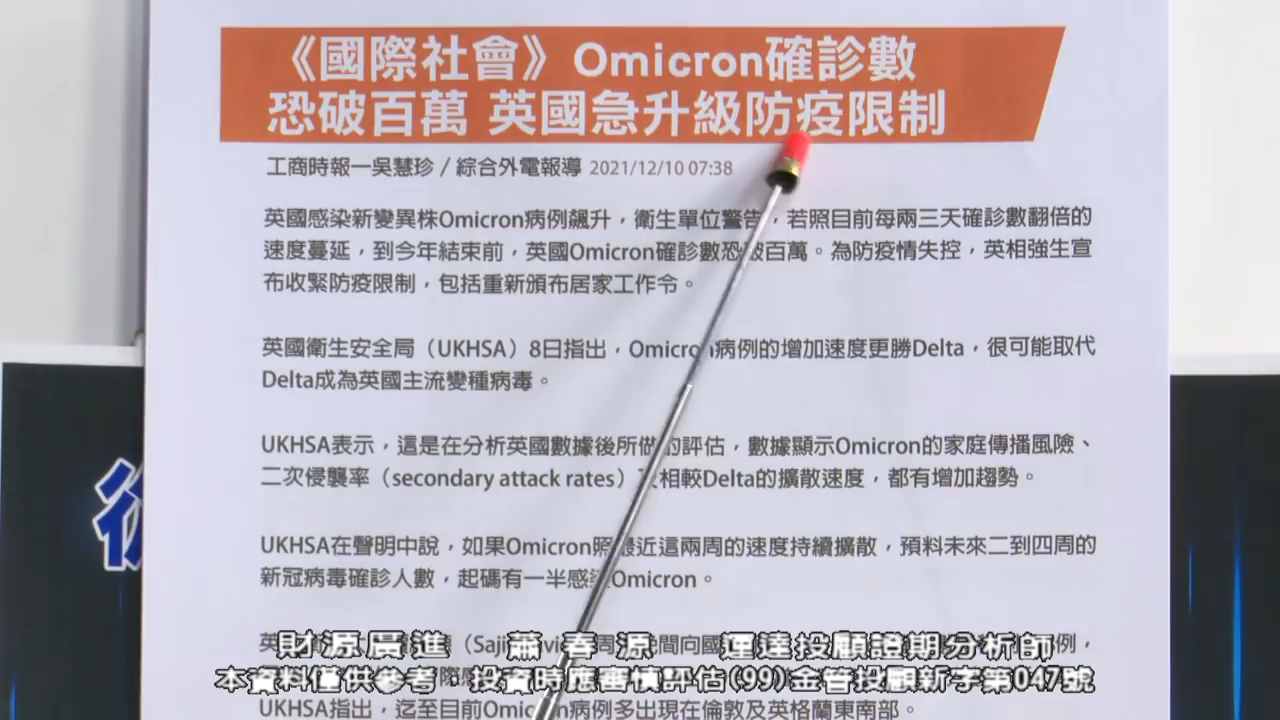 《國際社會》Omicron確診數
恐破百萬 英國急升級防疫限制
工商時報一吳慧珍 / 綜合外電報導 2021/12/10 07:38
英國感染新變異株Omicron病例飆升，衛生單位警告，若照目前每兩三天確診數翻倍的
速度蔓延，到今年結束前，英國Omicron確診數恐破百萬。為防疫情失控，英相強生宣
布收緊防疫限制，包括重新頒布居家工作令。
英國衛生安全局（UKHSA）8日指出，Omicron病例的增加速度更勝Delta，很可能取代
Delta成為英國主流變種病毒。
UKHSA表示，這是在分析英國數據後所做的評估，數據顯示Omicron的家庭傳播風險、
二次侵襲率（secondary attack rates）及相較Delta的擴散速度，都有增加趨勢。
UKHSA在聲明中說，如果Omicron照最近這兩周的速度持續擴散，預料未來二到四周的
新冠病毒確診人數，起碼有一半感染Omicron。
財源廣進 蕭春源 運達投顧證期分析師
本資料僅供參考，投資時應審慎評估(99)金管投顧新字第047號
UKHSA指出，迄至目前Omicron病例多出現在倫敦及英格蘭東南部。